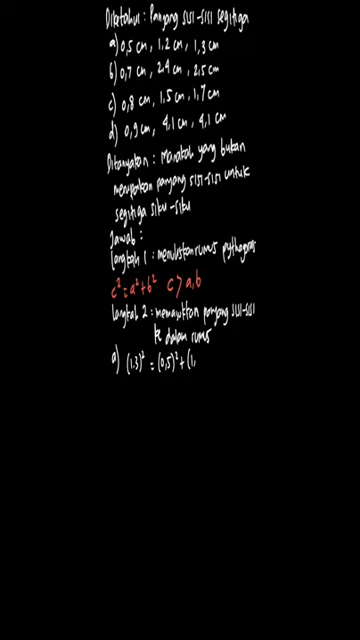 Diketahui : Panjang sisi-sisi segitiga
a) 0,5 cm , 1,2 cm , 1,3 cm
b) 0,7 cm , 2,4 cm , 2,5 cm
c) 0,8 cm , 1,5 cm , 1,7 cm
d) 0,9 cm , 4,1 cm , 4,1 cm
Ditanyakan : Manakah yang bukan
merupakan panjang sisi-sisi untuk
segitiga siku-siku
Jawab :
Langkah 1 : menuliskan rumus pythagoras
c² = a² + b² c > a,b
Langkah 2 : memasukkan panjang sisi-sisi
ke dalam rumus
a) (1,3)² = (0,5)² + (1,